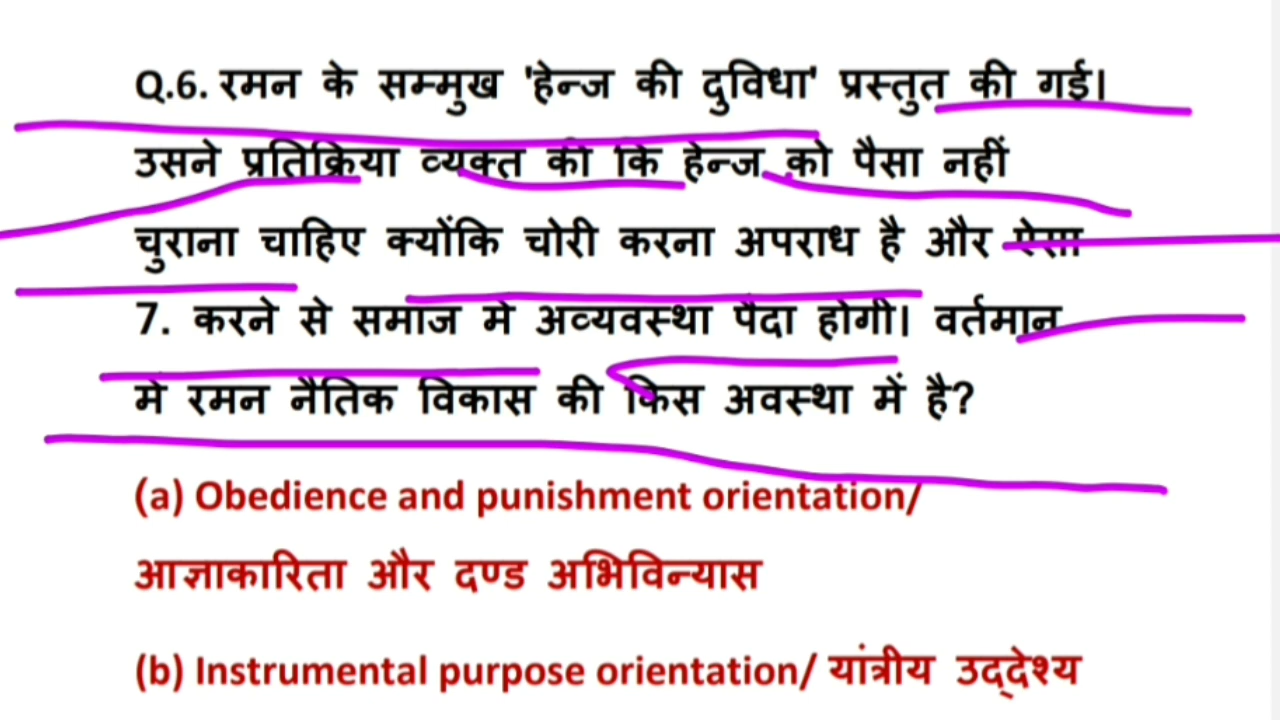 Q.6. रमन के सम्मुख 'हेन्ज की दुविधा' प्रस्तुत की गई।
उसने प्रतिक्रिया व्यक्त की कि हेन्ज को पैसा नहीं
चुराना चाहिए क्योंकि चोरी करना अपराध है और ऐसा
7. करने से समाज में अव्यवस्था पैदा होगी। वर्तमान
में रमन नैतिक विकास की किस अवस्था में है?
(a) Obedience and punishment orientation/
आज्ञाकारिता और दण्ड अभिविन्यास
(b) Instrumental purpose orientation/ यांत्रीय उद्देश्य